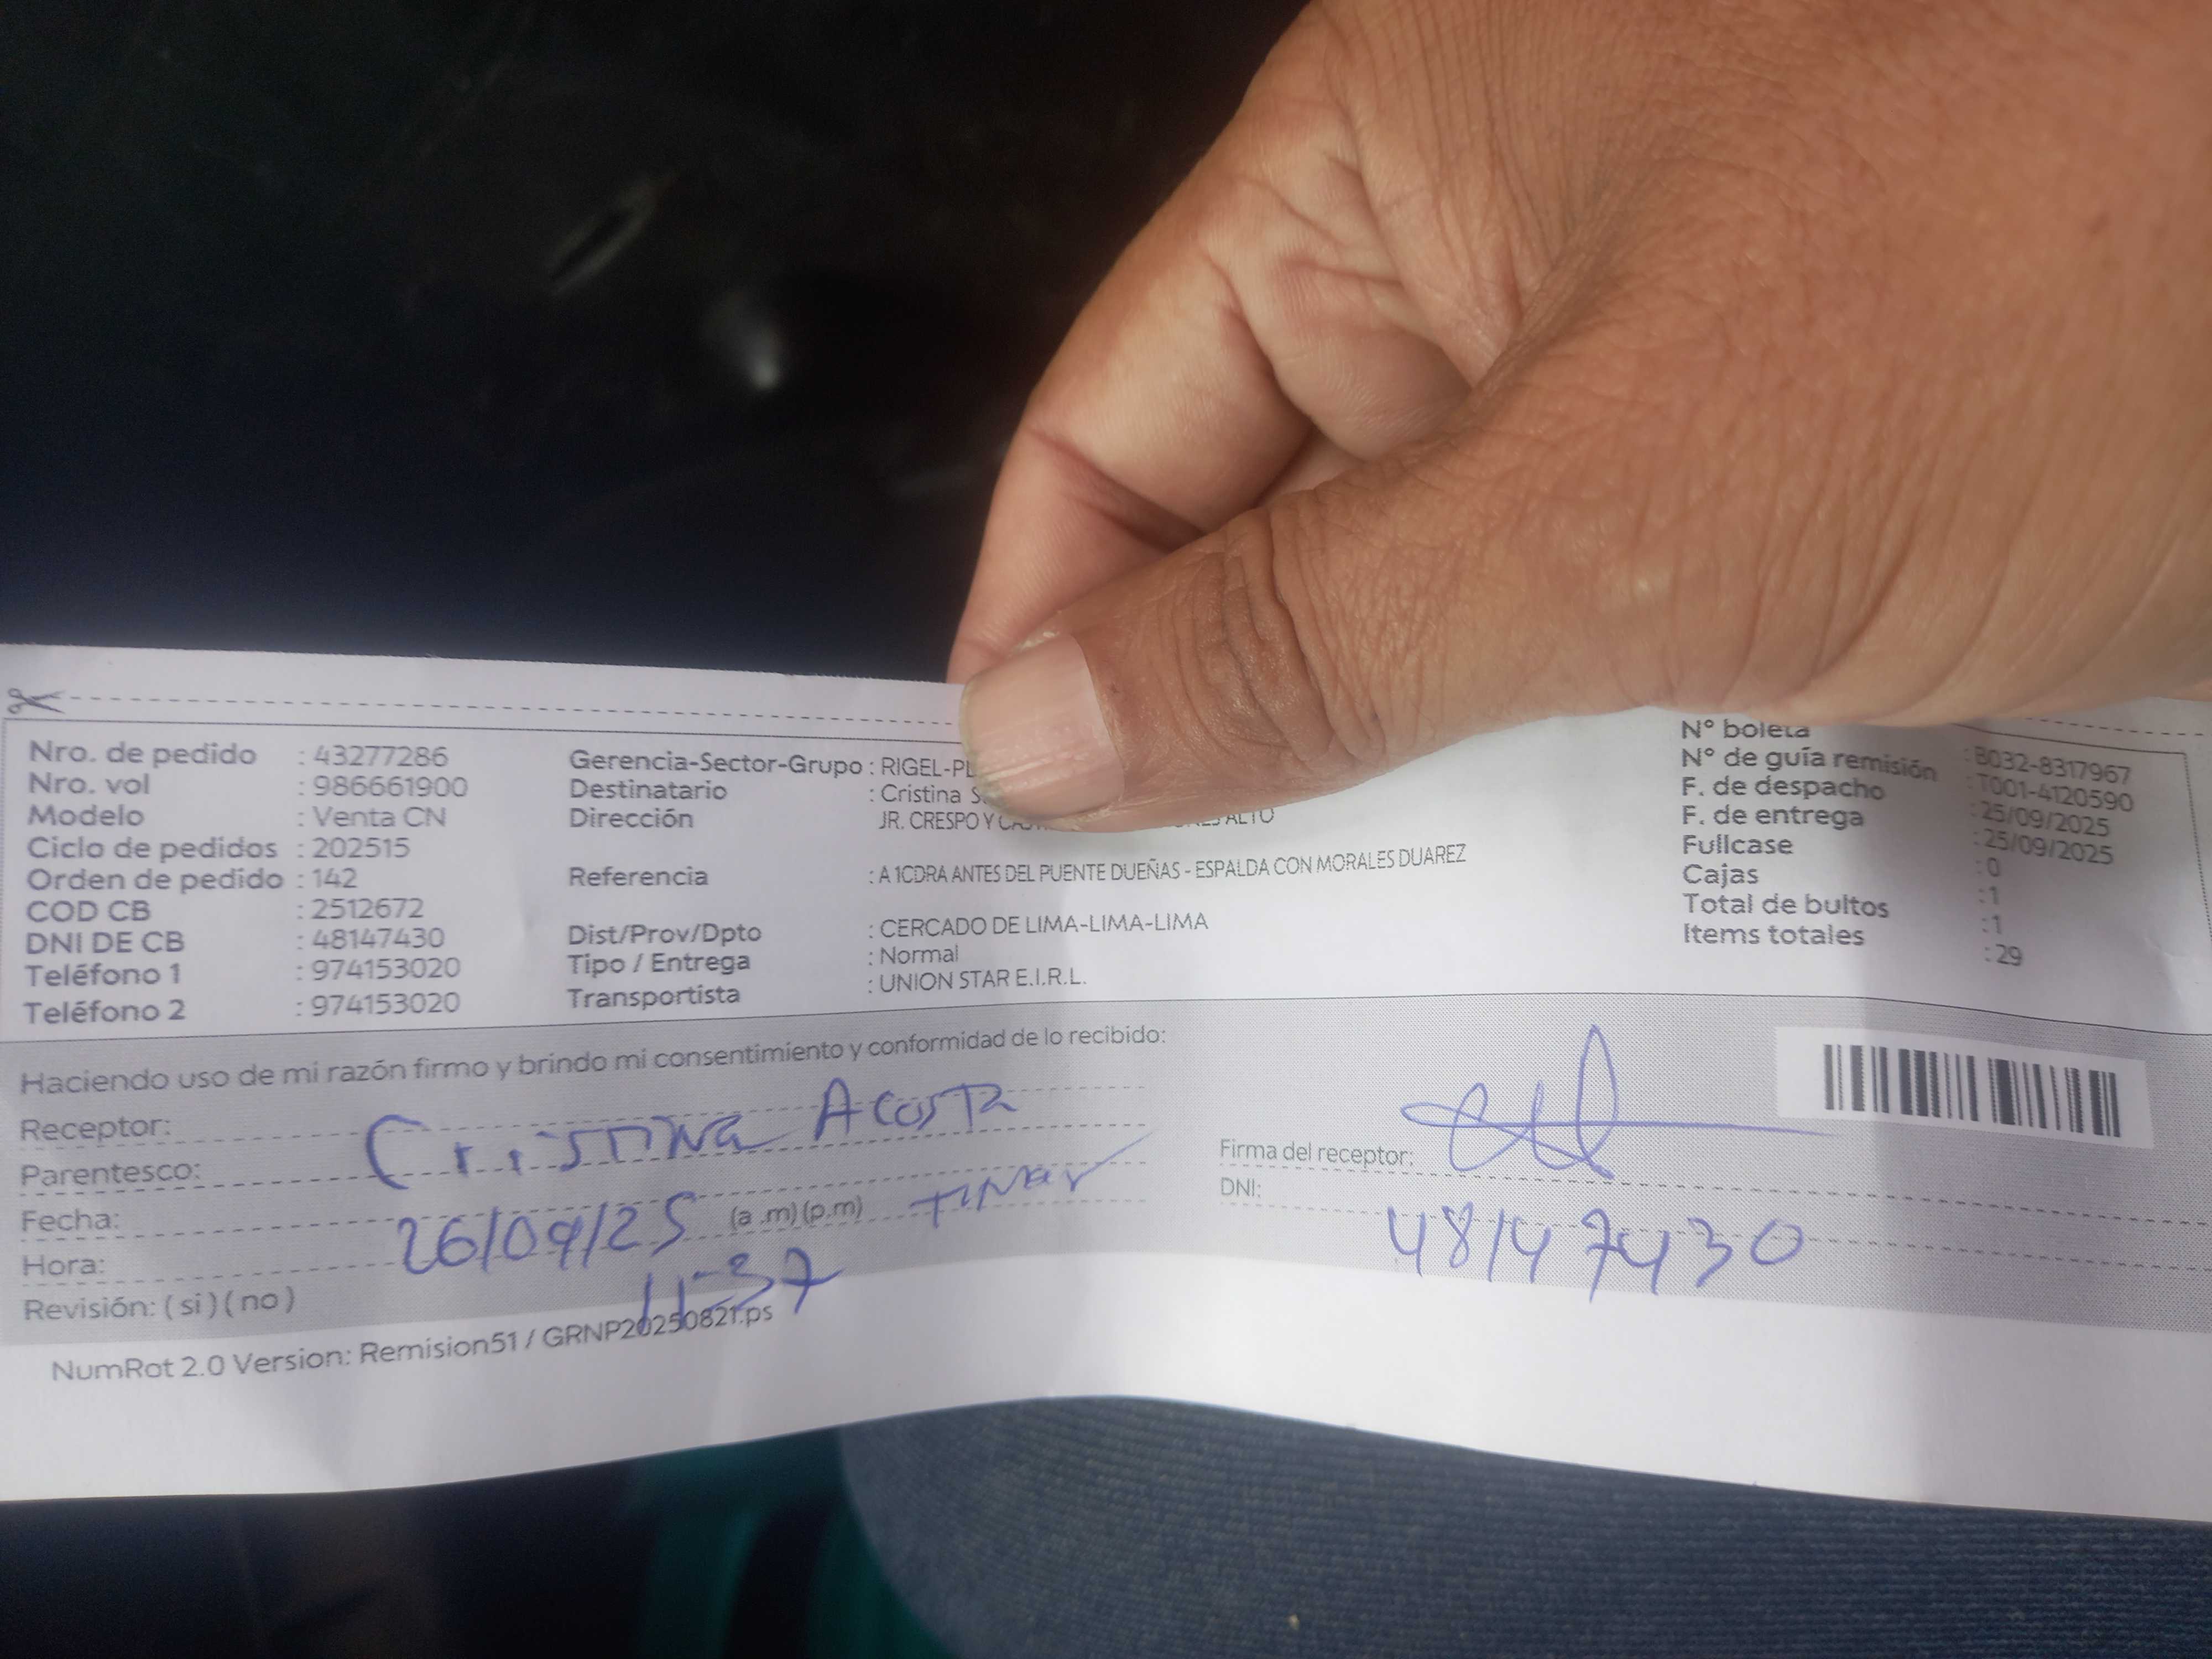 Nro. de pedido : 43277286
Nro. vol : 986661900
Modelo : Venta CN
Ciclo de pedidos : 202515
Orden de pedido : 142
COD CB : 2512672
DNI DE CB : 48147430
Teléfono 1 : 974153020
Teléfono 2 : 974153020
Gerencia-Sector-Grupo : RIGEL-PL
Destinatario : Cristina S
Dirección JR. CRESPO Y ALTO
Referencia : A 1CDRA ANTES DEL PUENTE DUEÑAS - ESPALDA CON MORALES DUAREZ
Dist/Prov/Dpto : CERCADO DE LIMA-LIMA-LIMA
Tipo / Entrega : Normal
Transportista : UNION STAR E.I.R.L.
N° boleta : B032-8317967
N° de guía remisión : T001-4120590
F. de despacho : 25/09/2025
F. de entrega : 25/09/2025
Fullcase : 0
Cajas : 1
Total de bultos : 1
Items totales : 29
Haciendo uso de mi razón firmo y brindo mi consentimiento y conformidad de lo recibido:
Receptor: Cristina Acosta
Parentesco:
Fecha: 26/09/25 (a .m) (p.m)
Hora: 11-37
Revisión: ( si ) ( no )
Firma del receptor:
DNI: 48147430
NumRot 2.0 Version: Remision51 / GRNP20250821.ps